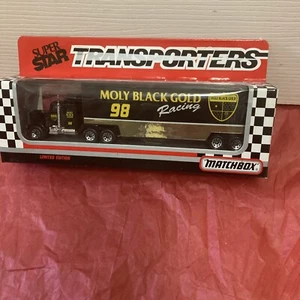 SUPER
STAR
TRANSPORTERS
MOLY BLACK GOLD
98
Racing
LIMITED EDITION
MATCHBOX